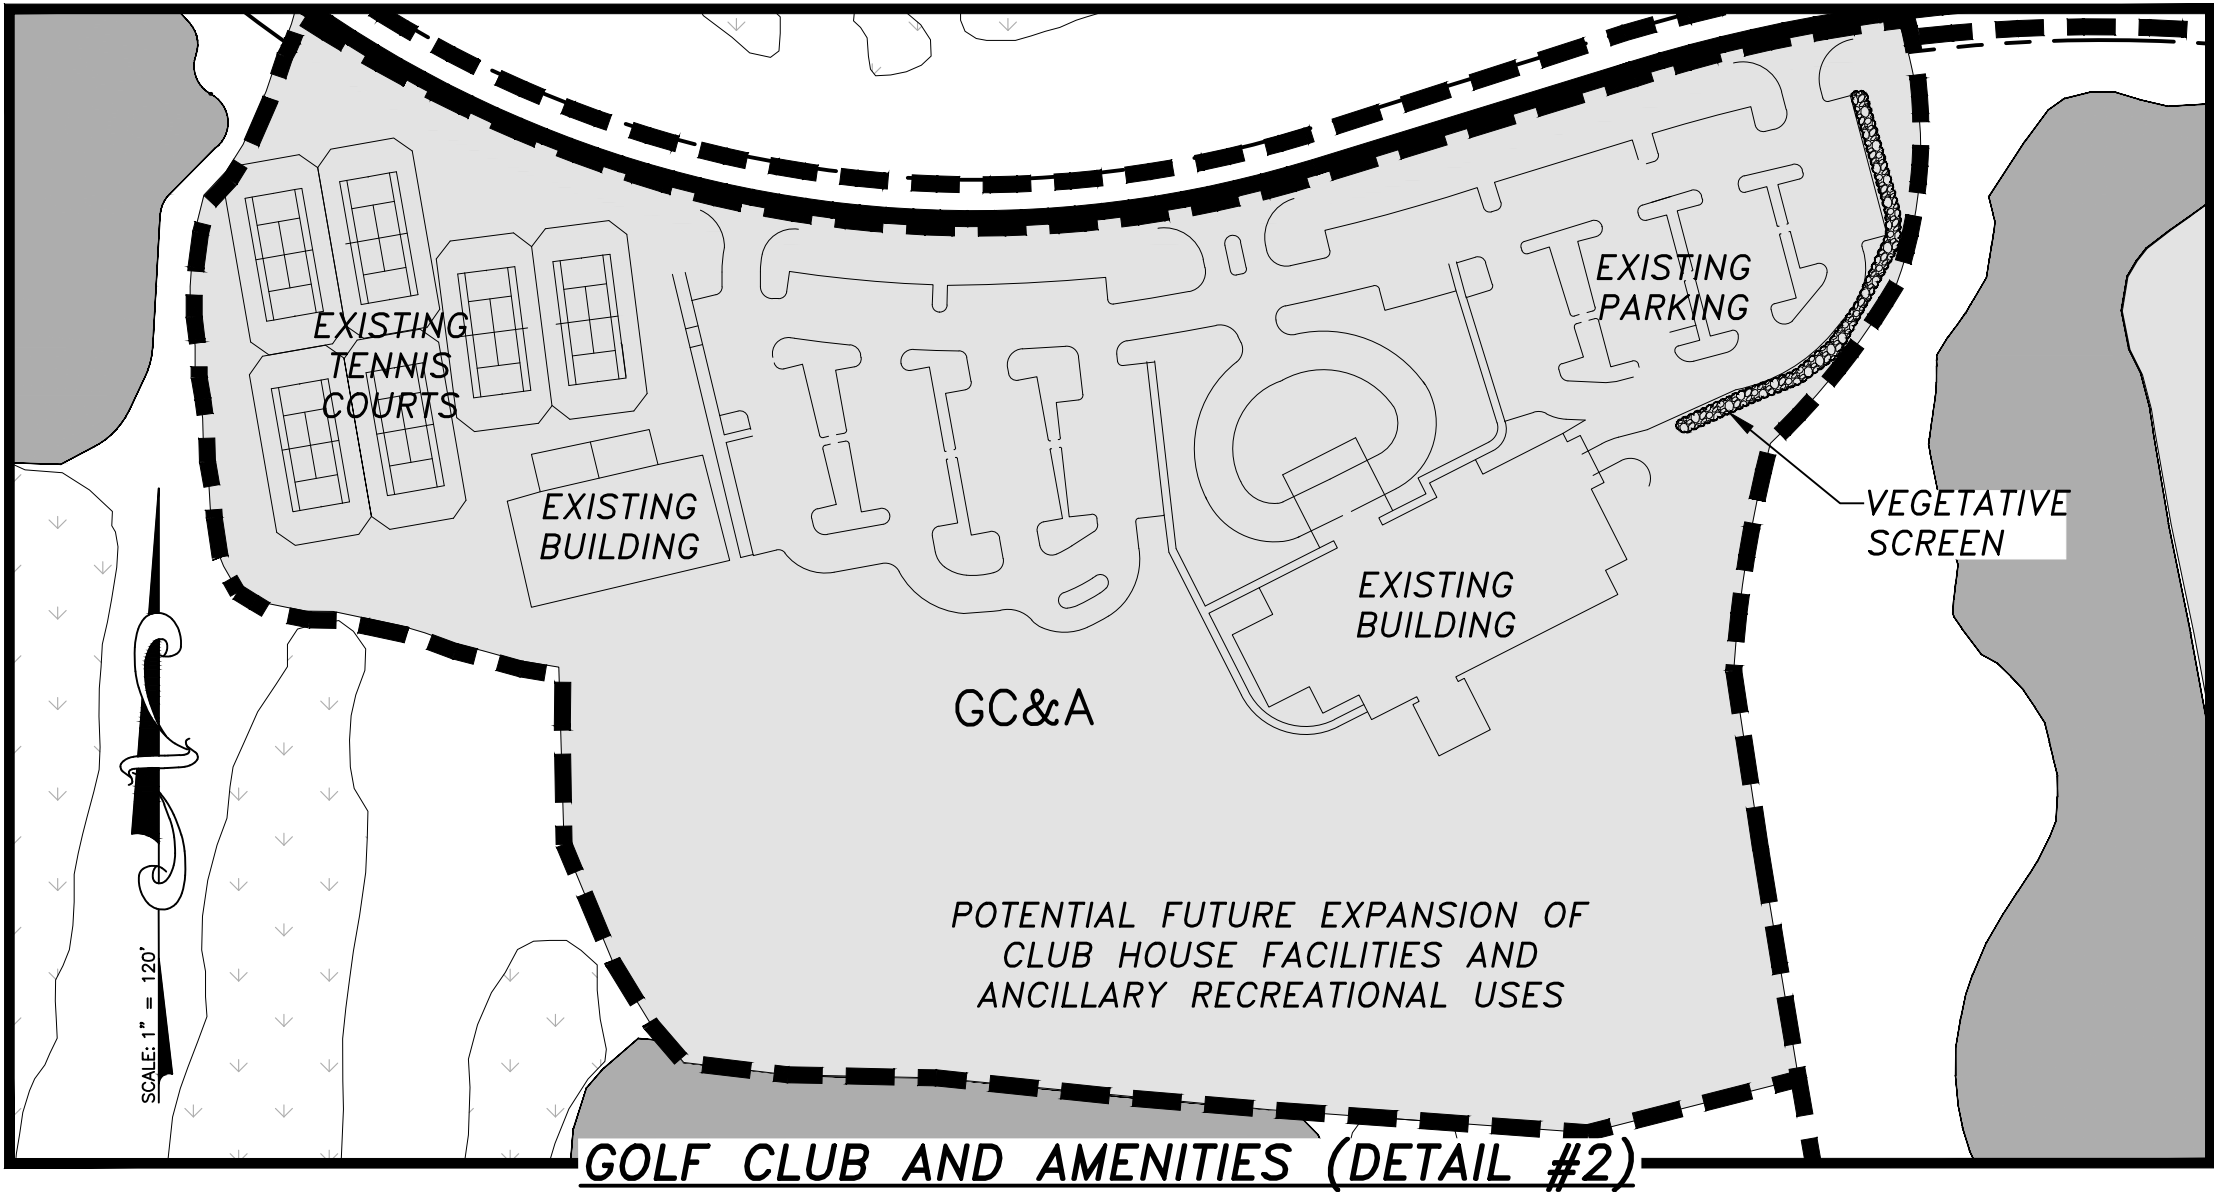 EXISTING
PARKING
EXISTING
TENNIS
COURTS
EXISTING
BUILDING
VEGETATIVE
SCREEN
EXISTING
BUILDING
GC&A
POTENTIAL FUTURE EXPANSION OF
CLUB HOUSE FACILITIES AND
ANCILLARY RECREATIONAL USES
SCALE: 1" = 120'
GOLF CLUB AND AMENITIES (DETAIL #2)